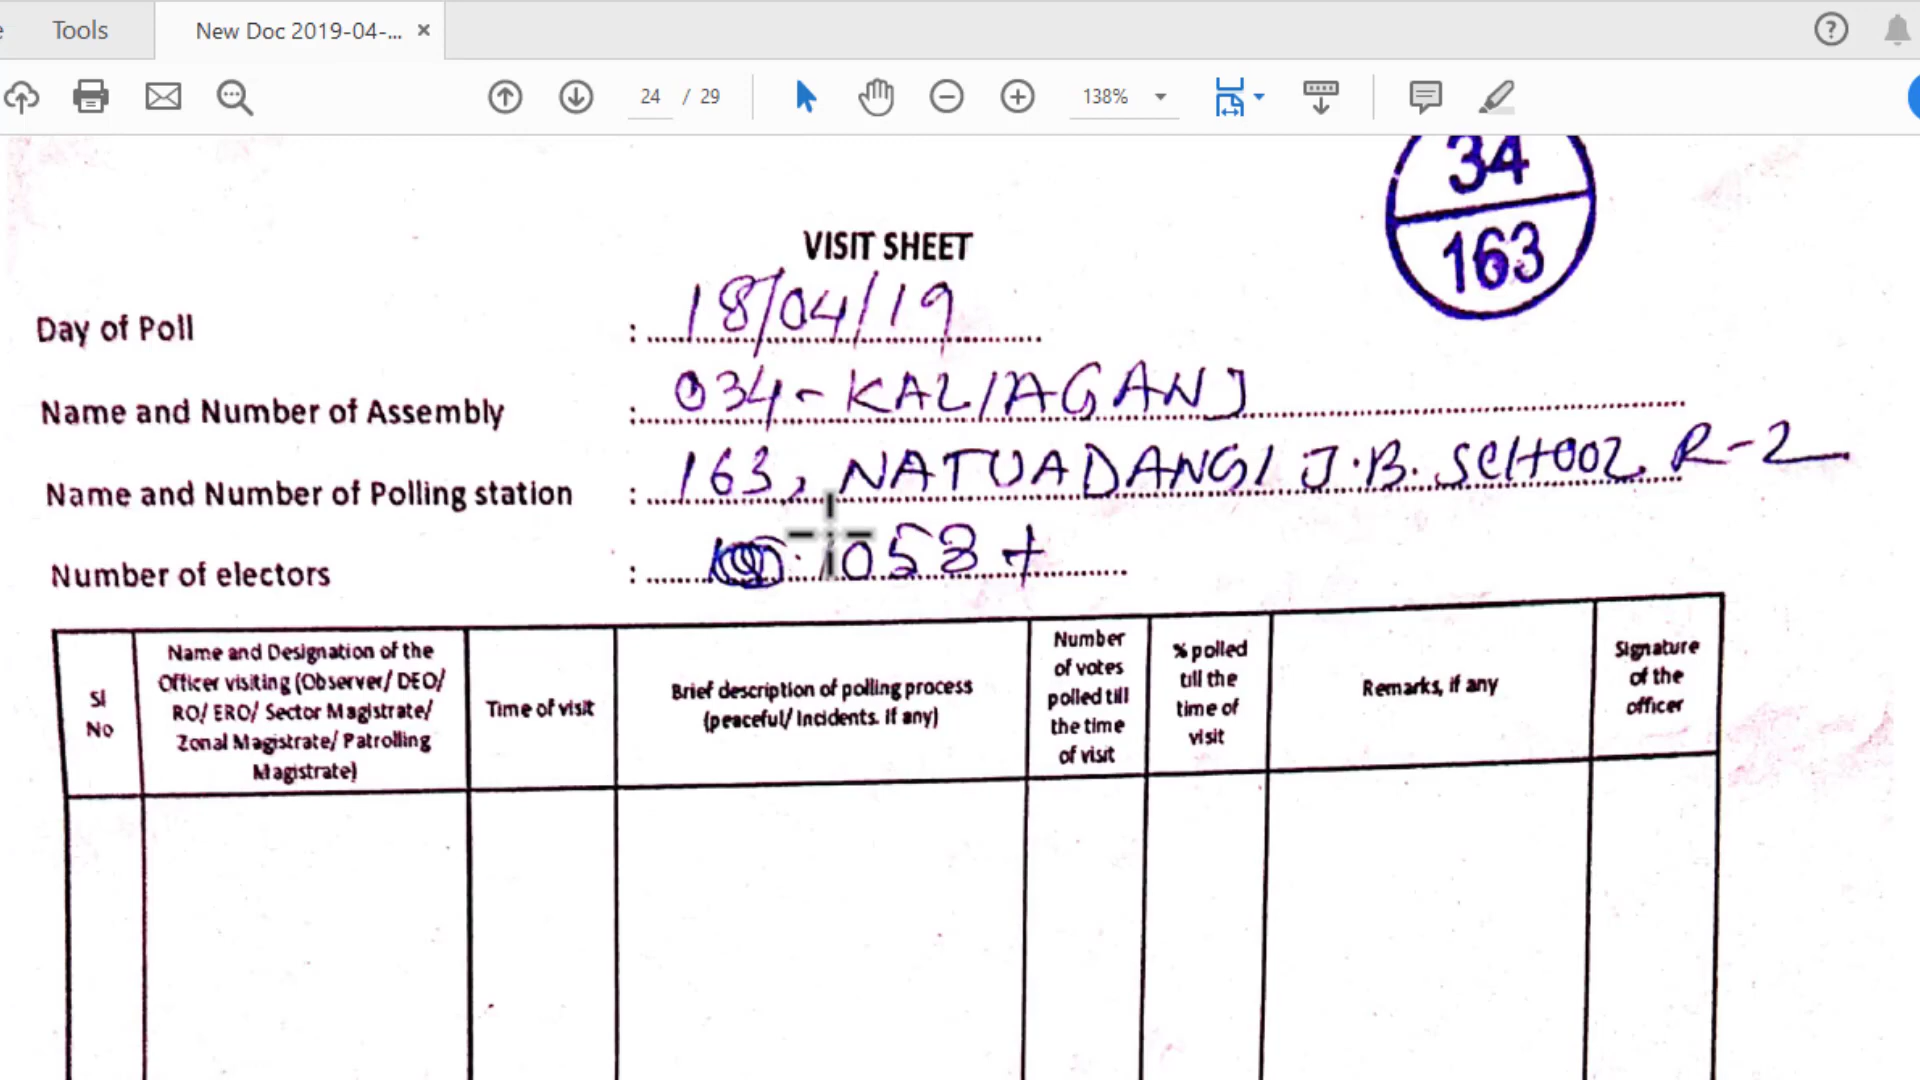 Tools
New Doc 2019-04-... ×
24 / 29
138%
34
163
VISIT SHEET
Day of Poll : 18/04/19
Name and Number of Assembly : 034-KALIAGANJ
Name and Number of Polling station : 163, NATUADANGI J.B. SCHOOL R-2
Number of electors : 1053 +
Sl
No
Name and Designation of the
Officer visiting (Observer/ DEO/
RO/ ERO/ Sector Magistrate/
Zonal Magistrate/ Patrolling
Magistrate)
Time of visit
Brief description of polling process
(peaceful/ Incidents. If any)
Number
of votes
polled till
the time
of visit
% polled
till the
time of
visit
Remarks, if any
Signature
of the
officer